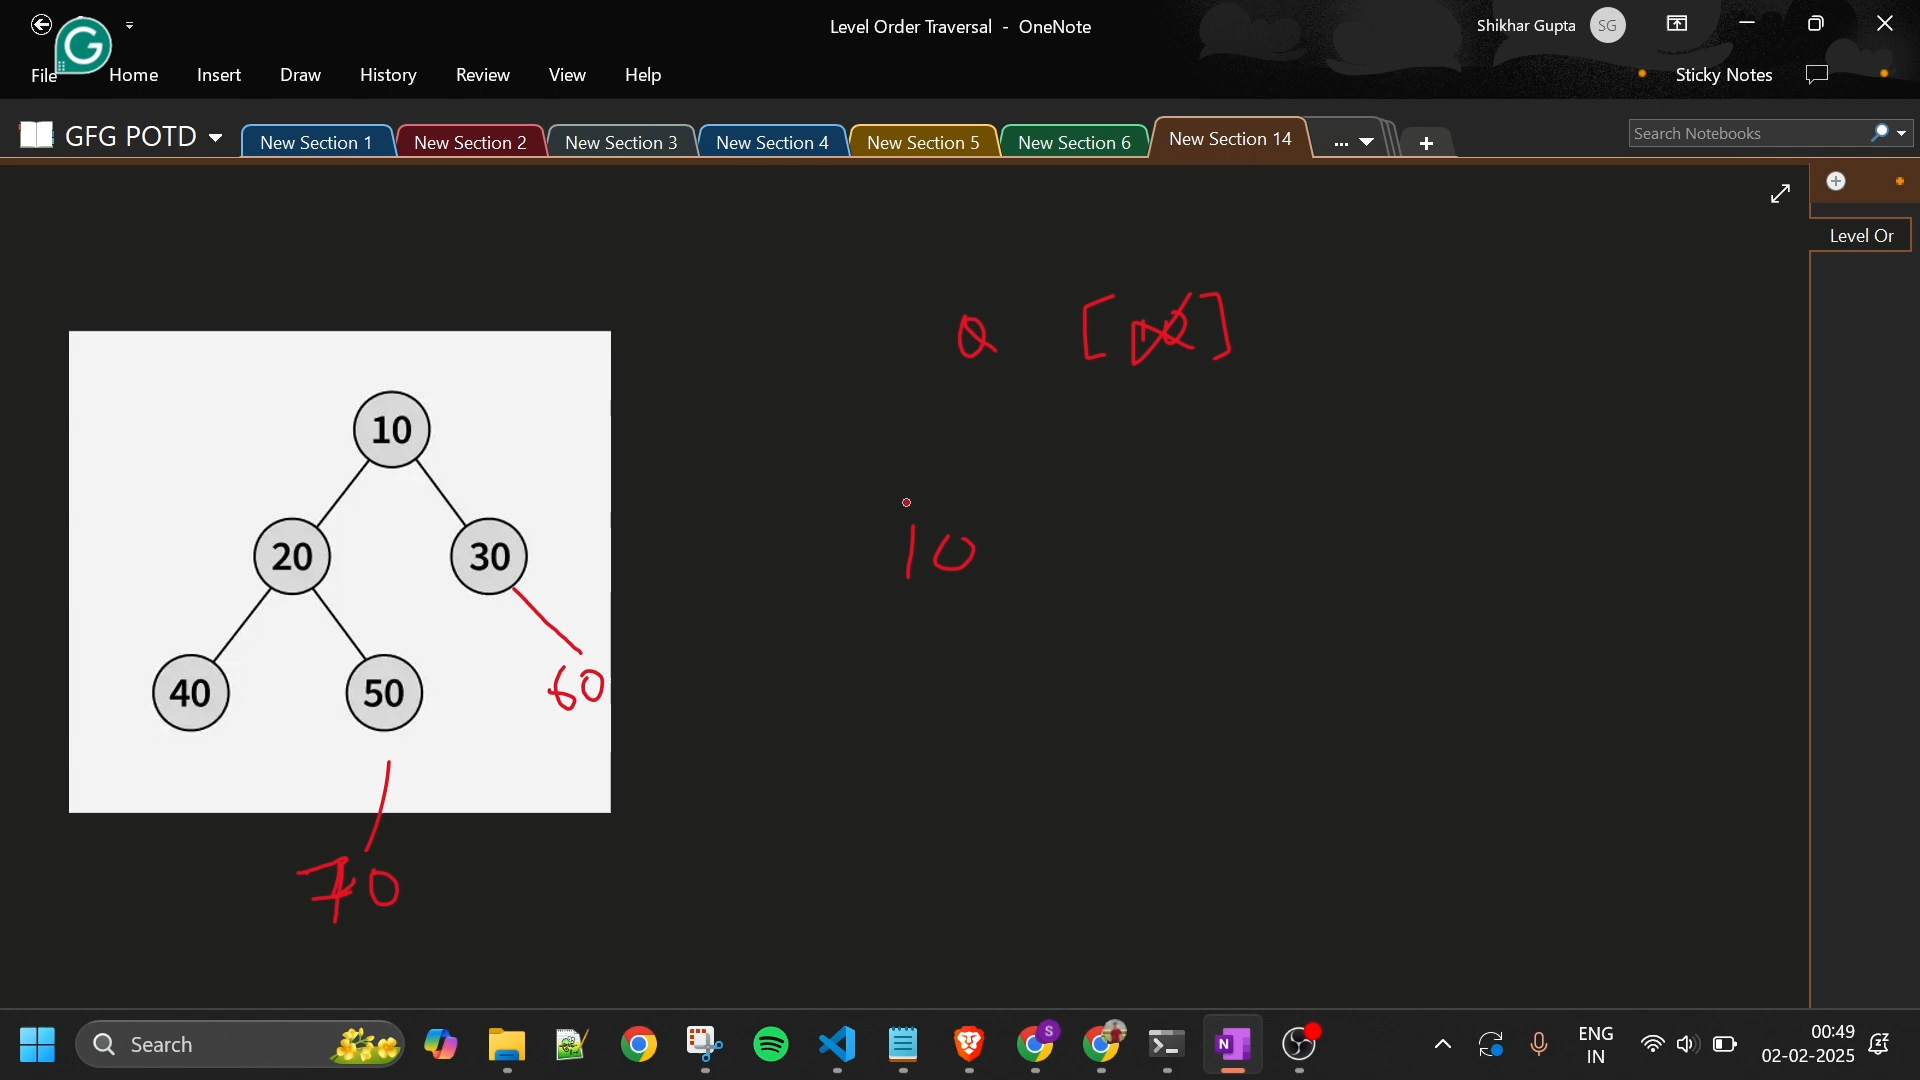 Level Order Traversal - OneNote
Shikhar Gupta SG
File Home Insert Draw History Review View Help
Sticky Notes
GFG POTD
New Section 1 New Section 2 New Section 3 New Section 4 New Section 5 New Section 6 New Section 14 ... +
Search Notebooks
Level Or
Q [ ]
10
20 30
40 50
60
70
10
Search
ENG
IN
00:49
02-02-2025